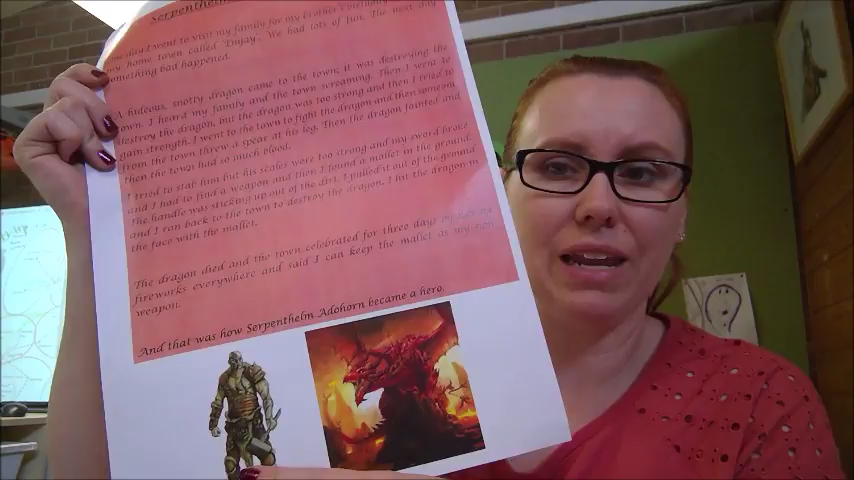 Serpenthelm
day I went to visit my family for my brother's birthday
my home town called 'Dnjay'. We had lots of fun. The next day
something bad happened.
A hideous, snotty dragon came to the town, it was destroying the
town. I heard my family and the town screaming. Then I went to
destroy the dragon, but the dragon was too strong and then I tried to
gain strength. I went to the town to fight the dragon and then someone
from the town threw a spear at his leg. Then the dragon fainted and
then the town had so much blood.
I tried to stab him but his scales were too strong and my sword broke
and I had to find a weapon and then I found a mallet in the ground.
the handle was sticking up out of the dirt. I pulled it out of the ground
and I ran back to the town to destroy the dragon. I hit the dragon in
the face with the mallet.
The dragon died and the town celebrated for three days
fireworks everywhere and said I can keep the mallet as my
weapon.
And that was how Serpenthelm Adohorn became a hero.